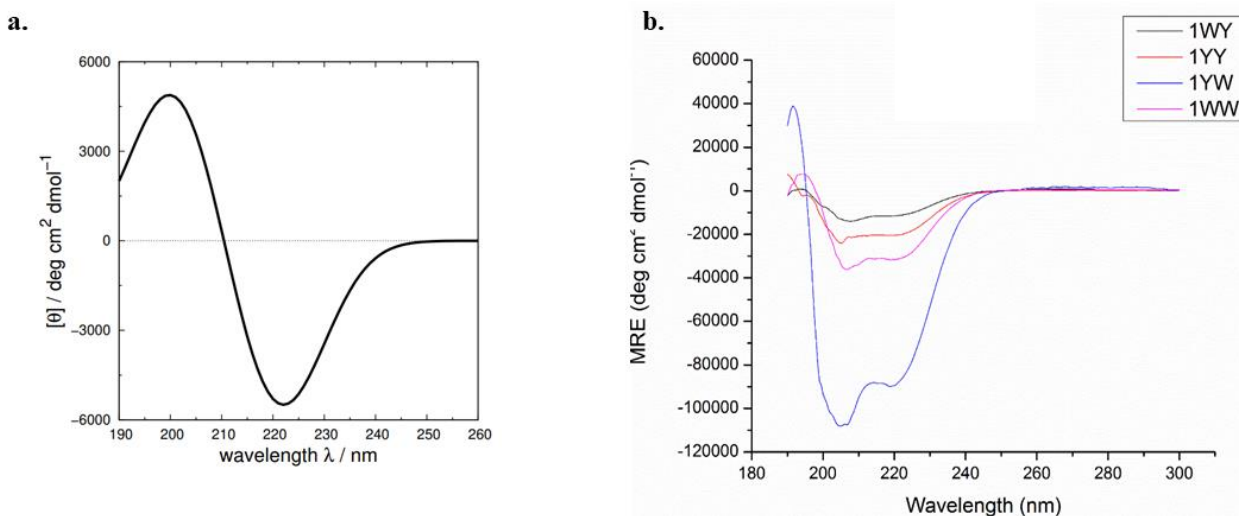 a.
[θ] / deg cm² dmol⁻¹
6000
3000
0
−3000
−6000
190 200 210 220 230 240 250 260
wavelength λ / nm
b.
1WY
1YY
1YW
1WW
MRE (deg cm² dmol⁻¹)
60000
40000
20000
0
-20000
-40000
-60000
-80000
-100000
-120000
180 200 220 240 260 280 300
Wavelength (nm)